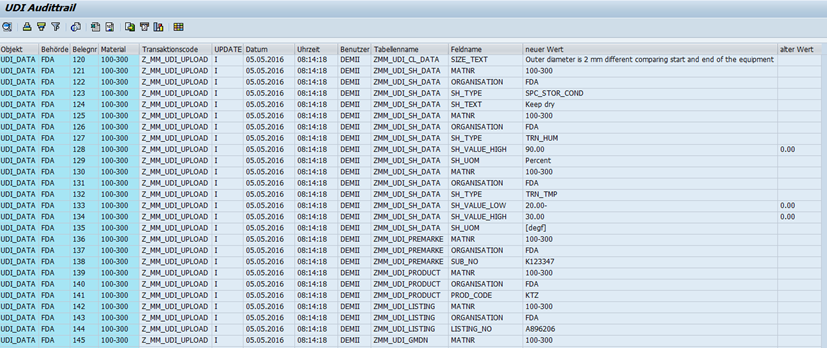 UDI Audittrail
Objekt Behörde Belegnr Material Transaktionscode UPDATE Datum Uhrzeit Benutzer Tabellenname Feldname neuer Wert alter Wert
UDI_DATA FDA 120 100-300 Z_MM_UDI_UPLOAD I 05.05.2016 08:14:18 DEMII ZMM_UDI_CL_DATA SIZE_TEXT Outer diameter is 2 mm different comparing start and end of the equipment
UDI_DATA FDA 121 100-300 Z_MM_UDI_UPLOAD I 05.05.2016 08:14:18 DEMII ZMM_UDI_SH_DATA MATNR 100-300
UDI_DATA FDA 122 100-300 Z_MM_UDI_UPLOAD I 05.05.2016 08:14:18 DEMII ZMM_UDI_SH_DATA ORGANISATION FDA
UDI_DATA FDA 123 100-300 Z_MM_UDI_UPLOAD I 05.05.2016 08:14:18 DEMII ZMM_UDI_SH_DATA SH_TYPE SPC_STOR_COND
UDI_DATA FDA 124 100-300 Z_MM_UDI_UPLOAD I 05.05.2016 08:14:18 DEMII ZMM_UDI_SH_DATA SH_TEXT Keep dry
UDI_DATA FDA 125 100-300 Z_MM_UDI_UPLOAD I 05.05.2016 08:14:18 DEMII ZMM_UDI_SH_DATA MATNR 100-300
UDI_DATA FDA 126 100-300 Z_MM_UDI_UPLOAD I 05.05.2016 08:14:18 DEMII ZMM_UDI_SH_DATA ORGANISATION FDA
UDI_DATA FDA 127 100-300 Z_MM_UDI_UPLOAD I 05.05.2016 08:14:18 DEMII ZMM_UDI_SH_DATA SH_TYPE TRN_HUM
UDI_DATA FDA 128 100-300 Z_MM_UDI_UPLOAD I 05.05.2016 08:14:18 DEMII ZMM_UDI_SH_DATA SH_VALUE_HIGH 90.00 0.00
UDI_DATA FDA 129 100-300 Z_MM_UDI_UPLOAD I 05.05.2016 08:14:18 DEMII ZMM_UDI_SH_DATA SH_UOM Percent
UDI_DATA FDA 130 100-300 Z_MM_UDI_UPLOAD I 05.05.2016 08:14:18 DEMII ZMM_UDI_SH_DATA MATNR 100-300
UDI_DATA FDA 131 100-300 Z_MM_UDI_UPLOAD I 05.05.2016 08:14:18 DEMII ZMM_UDI_SH_DATA ORGANISATION FDA
UDI_DATA FDA 132 100-300 Z_MM_UDI_UPLOAD I 05.05.2016 08:14:18 DEMII ZMM_UDI_SH_DATA SH_TYPE TRN_TMP
UDI_DATA FDA 133 100-300 Z_MM_UDI_UPLOAD I 05.05.2016 08:14:18 DEMII ZMM_UDI_SH_DATA SH_VALUE_LOW 20.00- 0.00
UDI_DATA FDA 134 100-300 Z_MM_UDI_UPLOAD I 05.05.2016 08:14:18 DEMII ZMM_UDI_SH_DATA SH_VALUE_HIGH 30.00 0.00
UDI_DATA FDA 135 100-300 Z_MM_UDI_UPLOAD I 05.05.2016 08:14:18 DEMII ZMM_UDI_SH_DATA SH_UOM [degf]
UDI_DATA FDA 136 100-300 Z_MM_UDI_UPLOAD I 05.05.2016 08:14:18 DEMII ZMM_UDI_PREMARKE MATNR 100-300
UDI_DATA FDA 137 100-300 Z_MM_UDI_UPLOAD I 05.05.2016 08:14:18 DEMII ZMM_UDI_PREMARKE ORGANISATION FDA
UDI_DATA FDA 138 100-300 Z_MM_UDI_UPLOAD I 05.05.2016 08:14:18 DEMII ZMM_UDI_PREMARKE SUB_NO K123347
UDI_DATA FDA 139 100-300 Z_MM_UDI_UPLOAD I 05.05.2016 08:14:18 DEMII ZMM_UDI_PRODUCT MATNR 100-300
UDI_DATA FDA 140 100-300 Z_MM_UDI_UPLOAD I 05.05.2016 08:14:18 DEMII ZMM_UDI_PRODUCT ORGANISATION FDA
UDI_DATA FDA 141 100-300 Z_MM_UDI_UPLOAD I 05.05.2016 08:14:18 DEMII ZMM_UDI_PRODUCT PROD_CODE KTZ
UDI_DATA FDA 142 100-300 Z_MM_UDI_UPLOAD I 05.05.2016 08:14:18 DEMII ZMM_UDI_LISTING MATNR 100-300
UDI_DATA FDA 143 100-300 Z_MM_UDI_UPLOAD I 05.05.2016 08:14:18 DEMII ZMM_UDI_LISTING ORGANISATION FDA
UDI_DATA FDA 144 100-300 Z_MM_UDI_UPLOAD I 05.05.2016 08:14:18 DEMII ZMM_UDI_LISTING LISTING_NO A896206
UDI_DATA FDA 145 100-300 Z_MM_UDI_UPLOAD I 05.05.2016 08:14:18 DEMII ZMM_UDI_GMDN MATNR 100-300